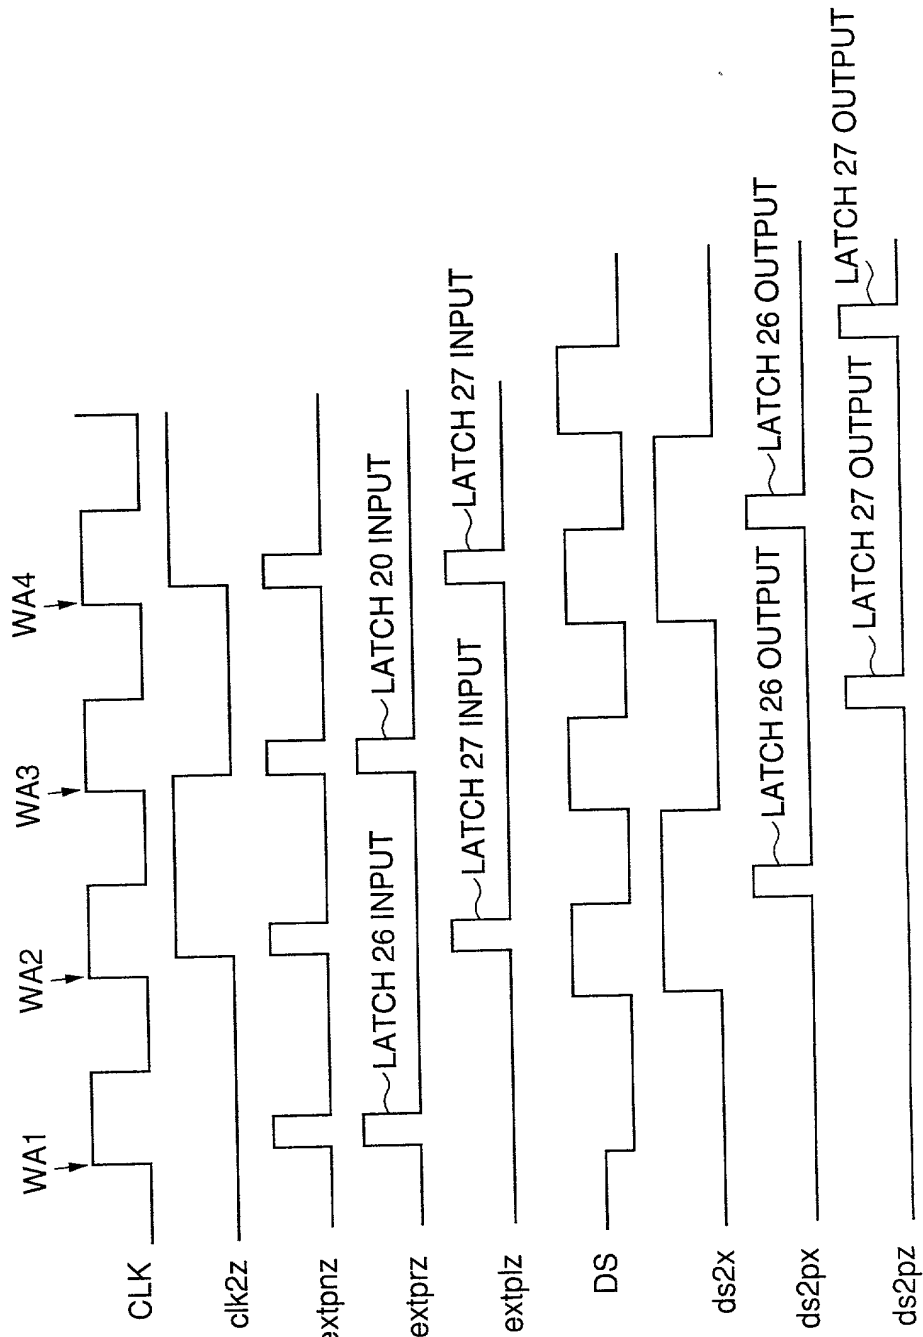 WA1
WA2
WA3
WA4
CLK
clk2z
extpnz
extprz
LATCH 26 INPUT
LATCH 20 INPUT
extplz
LATCH 27 INPUT
LATCH 27 INPUT
DS
ds2x
ds2px
LATCH 26 OUTPUT
LATCH 26 OUTPUT
ds2pz
LATCH 27 OUTPUT
LATCH 27 OUTPUT